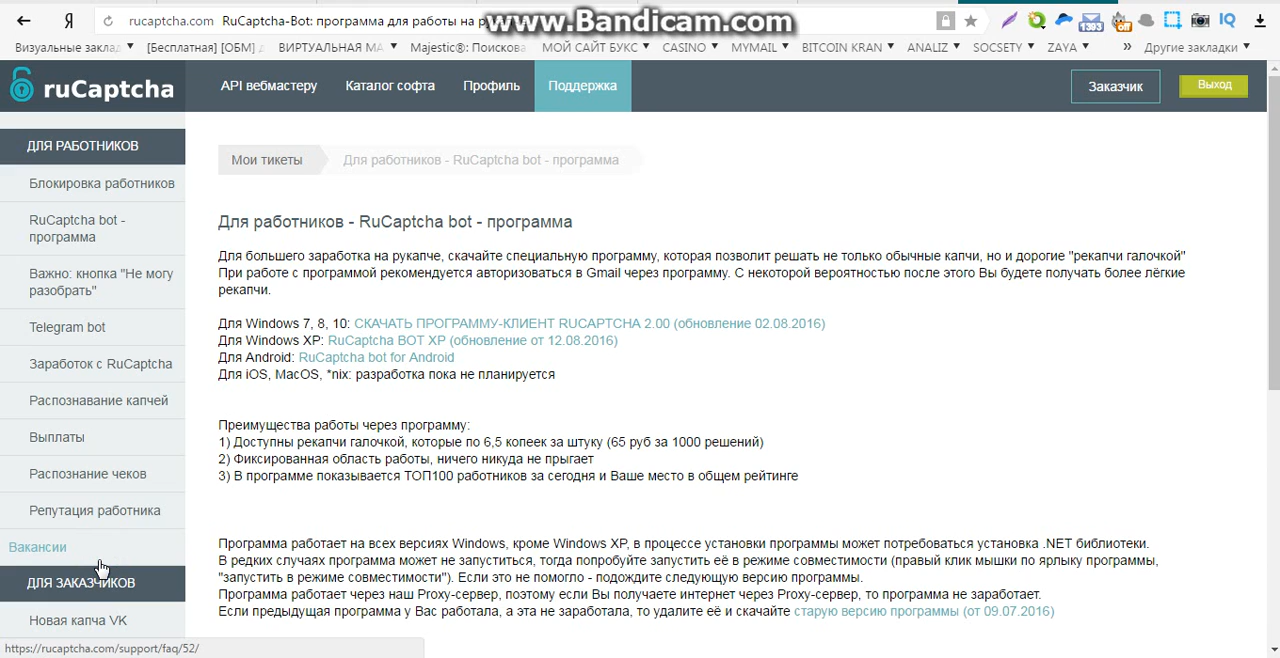 Я rucaptcha.com RuCaptcha-Bot: программа для работы на
www.Bandicam.com
1393 off IQ
Визуальные заклад [Бесплатная] [ОБМ] ВИРТУАЛЬНАЯ МА Majestic®: Поискова МОЙ САЙТ БУКС CASINO MYMAIL BITCOIN KRAN ANALIZ SOCSETY ZAYA » Другие закладки
ruCaptcha
API вебмастеру Каталог софта Профиль Поддержка Заказчик Выход
ДЛЯ РАБОТНИКОВ
Блокировка работников
RuCaptcha bot -
программа
Важно: кнопка "Не могу
разобрать"
Telegram bot
Заработок с RuCaptcha
Распознавание капчей
Выплаты
Распознание чеков
Репутация работника
Вакансии
ДЛЯ ЗАКАЗЧИКОВ
Новая капча VK
https://rucaptcha.com/support/faq/52/
Мои тикеты Для работников - RuCaptcha bot - программа
Для работников - RuCaptcha bot - программа
Для большего заработка на рукапче, скачайте специальную программу, которая позволит решать не только обычные капчи, но и дорогие "рекапчи галочкой"
При работе с программой рекомендуется авторизоваться в Gmail через программу. С некоторой вероятностью после этого Вы будете получать более лёгкие
рекапчи.
Для Windows 7, 8, 10: СКАЧАТЬ ПРОГРАММУ-КЛИЕНТ RUCAPTCHA 2.00 (обновление 02.08.2016)
Для Windows XP: RuCaptcha BOT XP (обновление от 12.08.2016)
Для Android: RuCaptcha bot for Android
Для iOS, MacOS, *nix: разработка пока не планируется
Преимущества работы через программу:
1) Доступны рекапчи галочкой, которые по 6,5 копеек за штуку (65 руб за 1000 решений)
2) Фиксированная область работы, ничего никуда не прыгает
3) В программе показывается ТОП100 работников за сегодня и Ваше место в общем рейтинге
Программа работает на всех версиях Windows, кроме Windows XP, в процессе установки программы может потребоваться установка .NET библиотеки.
В редких случаях программа может не запуститься, тогда попробуйте запустить её в режиме совместимости (правый клик мышки по ярлыку программы,
"запустить в режиме совместимости"). Если это не помогло - подождите следующую версию программы.
Программа работает через наш Proxy-сервер, поэтому если Вы получаете интернет через Proxy-сервер, то программа не заработает.
Если предыдущая программа у Вас работала, а эта не заработала, то удалите её и скачайте старую версию программы (от 09.07.2016)